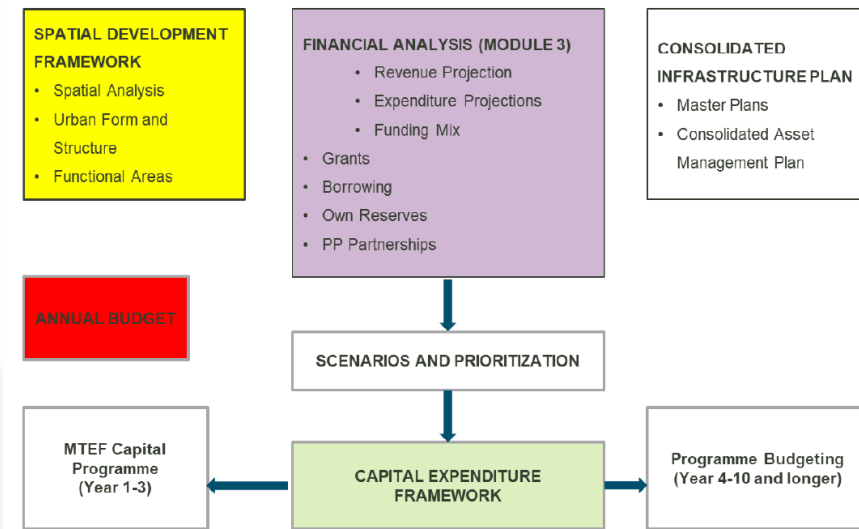 SPATIAL DEVELOPMENT
FRAMEWORK
• Spatial Analysis
• Urban Form and
Structure
• Functional Areas
FINANCIAL ANALYSIS (MODULE 3)
• Revenue Projection
• Expenditure Projections
• Funding Mix
• Grants
• Borrowing
• Own Reserves
• PP Partnerships
CONSOLIDATED
INFRASTRUCTURE PLAN
• Master Plans
• Consolidated Asset
Management Plan
ANNUAL BUDGET
SCENARIOS AND PRIORITIZATION
MTEF Capital
Programme
(Year 1-3)
CAPITAL EXPENDITURE
FRAMEWORK
Programme Budgeting
(Year 4-10 and longer)